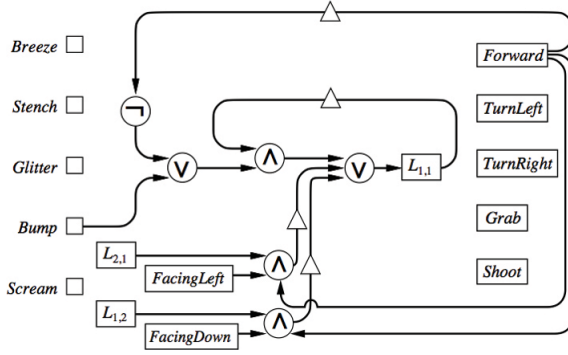 Breeze
Stench
Glitter
Bump
Scream
¬
∨
∧
∨
L1,1
L2,1
FacingLeft
∧
L1,2
FacingDown
∧
Forward
TurnLeft
TurnRight
Grab
Shoot